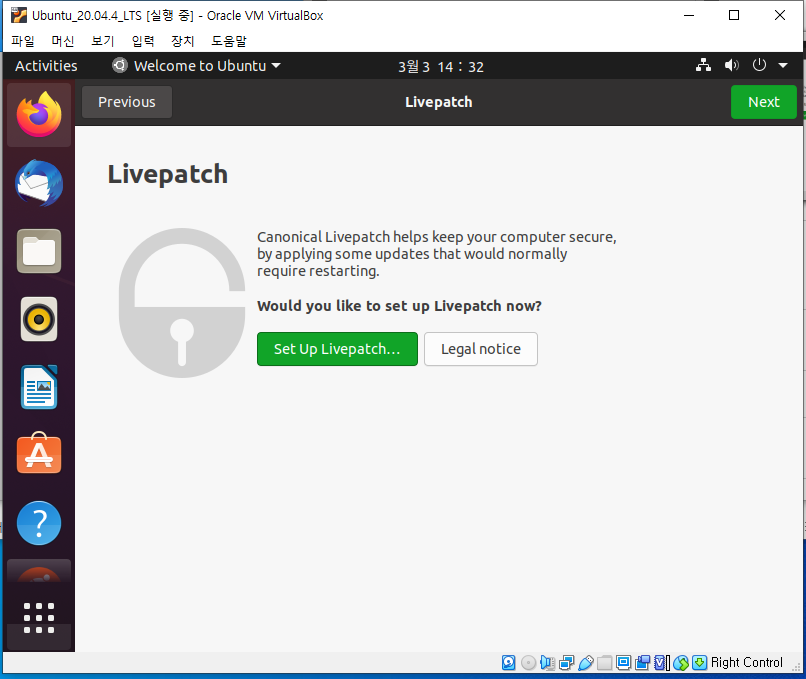 Ubuntu_20.04.4_LTS [실행 중] - Oracle VM VirtualBox
파일 머신 보기 입력 장치 도움말
Activities Welcome to Ubuntu 3월 3 14 : 32
Previous Livepatch Next
Livepatch
Canonical Livepatch helps keep your computer secure,
by applying some updates that would normally
require restarting.
Would you like to set up Livepatch now?
Set Up Livepatch… Legal notice
Right Control